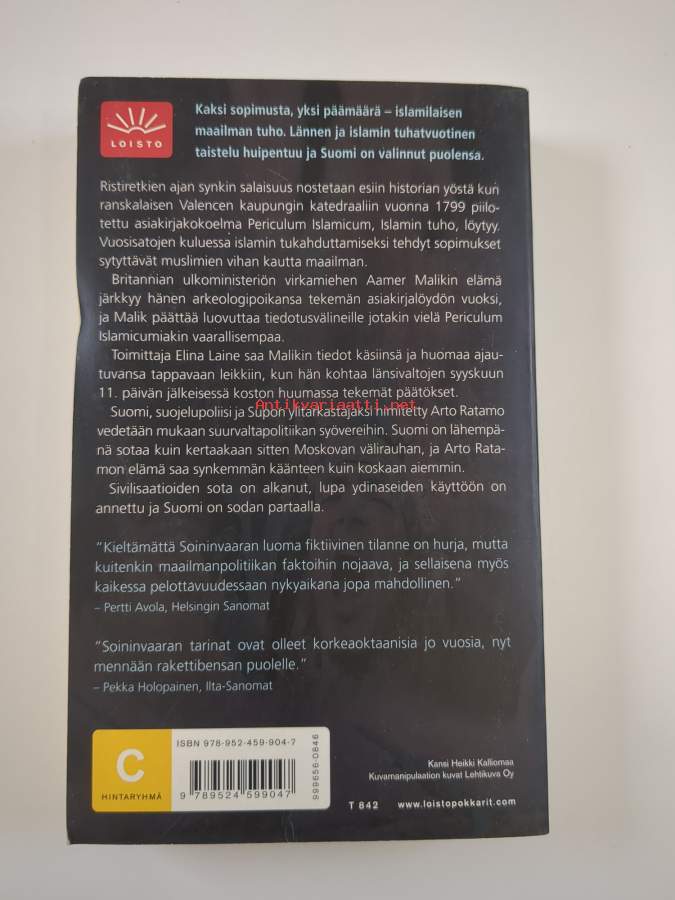 LOISTO
Kaksi sopimusta, yksi päämäärä – islamilaisen
maailman tuho. Lännen ja islamin tuhatvuotinen
taistelu huipentuu ja Suomi on valinnut puolensa.
Ristiretkien ajan synkin salaisuus nostetaan esiin historian yöstä kun
ranskalaisen Valencen kaupungin katedraaliin vuonna 1799 piilo-
tettu asiakirjakokoelma Periculum Islamicum, Islamin tuho, löytyy.
Vuosisatojen kuluessa islamin tukahduttamiseksi tehdyt sopimukset
sytyttävät muslimien vihan kautta maailman.
Britannian ulkoministeriön virkamiehen Aamer Malikin elämä
järkkyy hänen arkeologipoikansa tekemän asiakirjalöydön vuoksi,
ja Malik päättää luovuttaa tiedotusvälineille jotakin vielä Periculum
Islamicumiakin vaarallisempaa.
Toimittaja Elina Laine saa Malikin tiedot käsiinsä ja huomaa ajau-
tuvansa tappavaan leikkiin, kun hän kohtaa länsivaltojen syyskuun
11. päivän jälkeisessä koston huumassa tekemät päätökset.
Antikvariaatti.net
Suomi, suojelupoliisi ja Supon ylitarkastajaksi nimitetty Arto Ratamo
vedetään mukaan suurvaltapolitiikan syövereihin. Suomi on lähempä-
nä sotaa kuin kertaakaan sitten Moskovan välirauhan, ja Arto Rata-
mon elämä saa synkemmän käänteen kuin koskaan aiemmin.
Sivilisaatioiden sota on alkanut, lupa ydinaseiden käyttöön on
annettu ja Suomi on sodan partaalla.
”Kieltämättä Soininvaaran luoma fiktiivinen tilanne on hurja, mutta
kuitenkin maailmanpolitiikan faktoihin nojaava, ja sellaisena myös
kaikessa pelottavuudessaan nykyaikana jopa mahdollinen.”
– Pertti Avola, Helsingin Sanomat
”Soininvaaran tarinat ovat olleet korkeaoktaanisia jo vuosia, nyt
mennään rakettibensan puolelle.”
– Pekka Holopainen, Ilta-Sanomat
C
HINTARYHMÄ
ISBN 978-952-459-904-7
9 789524 599047
999656-0846
Kansi Heikki Kalliomaa
Kuvamanipulaation kuvat Lehtikuva Oy
T 842 www.loistopokkarit.com